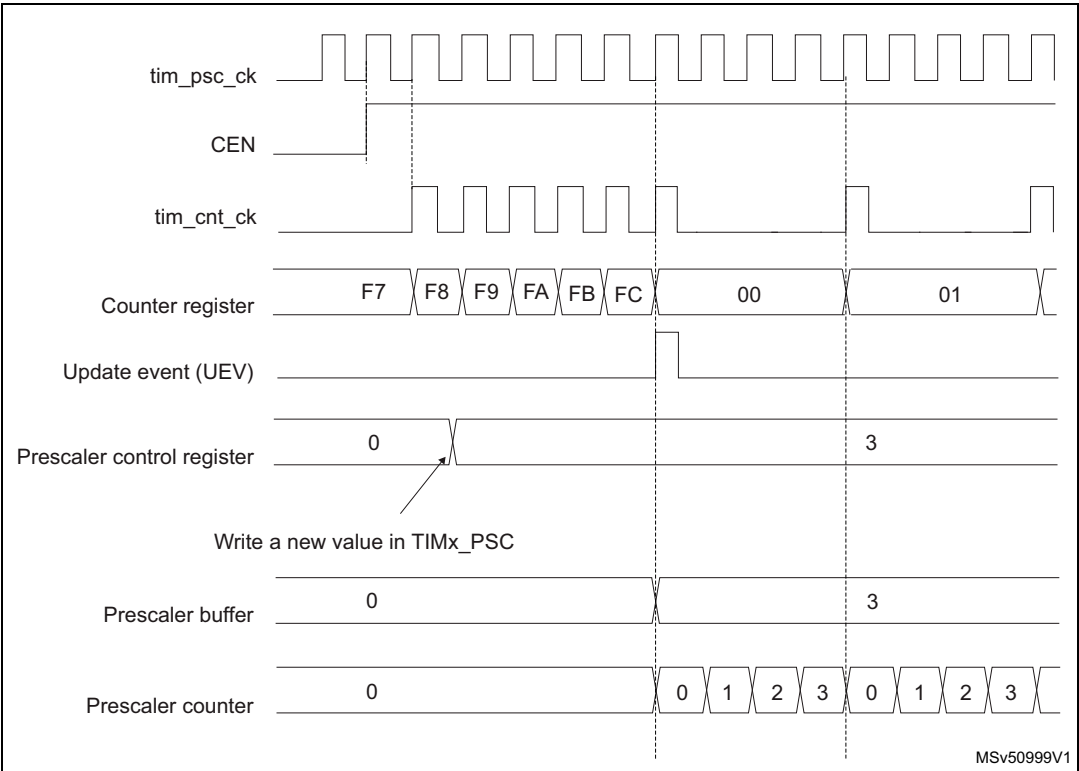 tim_psc_ck
CEN
tim_cnt_ck
Counter register F7 F8 F9 FA FB FC 00 01
Update event (UEV)
Prescaler control register 0 3
Write a new value in TIMx_PSC
Prescaler buffer 0 3
Prescaler counter 0 0 1 2 3 0 1 2 3
MSv50999V1